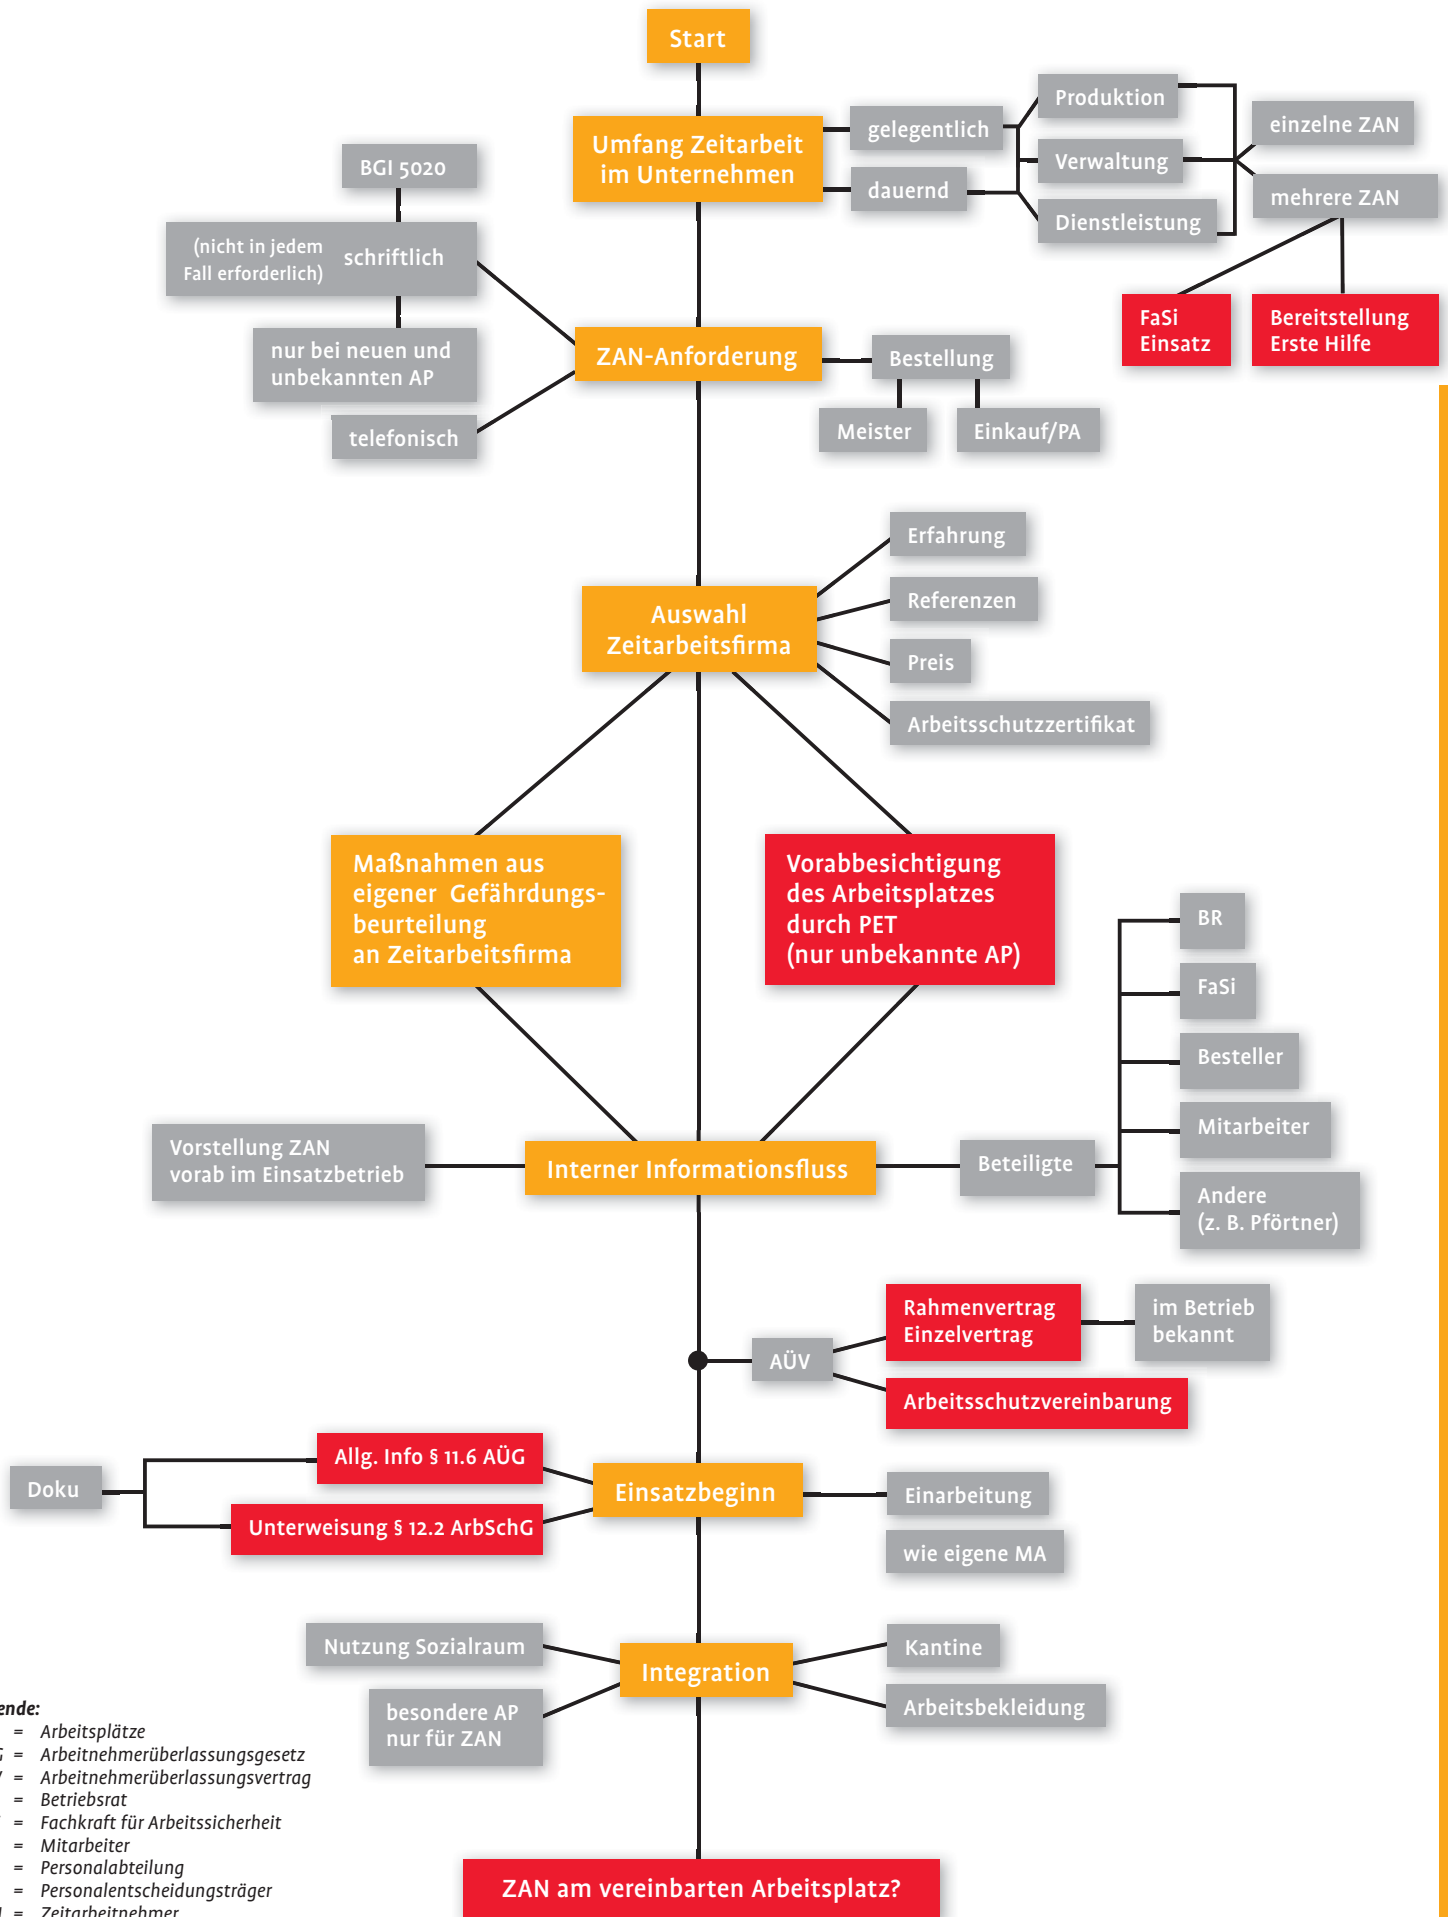 Start
Umfang Zeitarbeit
im Unternehmen
gelegentlich
dauernd
Produktion
Verwaltung
Dienstleistung
einzelne ZAN
mehrere ZAN
FaSi
Einsatz
Bereitstellung
Erste Hilfe
BGI 5020
(nicht in jedem
Fall erforderlich)
schriftlich
nur bei neuen und
unbekannten AP
telefonisch
ZAN-Anforderung
Bestellung
Meister
Einkauf/PA
Auswahl
Zeitarbeitsfirma
Erfahrung
Referenzen
Preis
Arbeitsschutzzertifikat
Maßnahmen aus
eigener Gefährdungs-
beurteilung
an Zeitarbeitsfirma
Vorabbesichtigung
des Arbeitsplatzes
durch PET
(nur unbekannte AP)
BR
FaSi
Besteller
Mitarbeiter
Andere
(z. B. Pförtner)
Vorstellung ZAN
vorab im Einsatzbetrieb
Interner Informationsfluss
Beteiligte
AÜV
Rahmenvertrag
Einzelvertrag
im Betrieb
bekannt
Arbeitsschutzvereinbarung
Doku
Allg. Info § 11.6 AÜG
Unterweisung § 12.2 ArbSchG
Einsatzbeginn
Einarbeitung
wie eigene MA
Nutzung Sozialraum
besondere AP
nur für ZAN
Integration
Kantine
Arbeitsbekleidung
ende:
= Arbeitsplätze
= Arbeitnehmerüberlassungsgesetz
= Arbeitnehmerüberlassungsvertrag
= Betriebsrat
= Fachkraft für Arbeitssicherheit
= Mitarbeiter
= Personalabteilung
= Personalentscheidungsträger
= Zeitarbeitnehmer
ZAN am vereinbarten Arbeitsplatz?